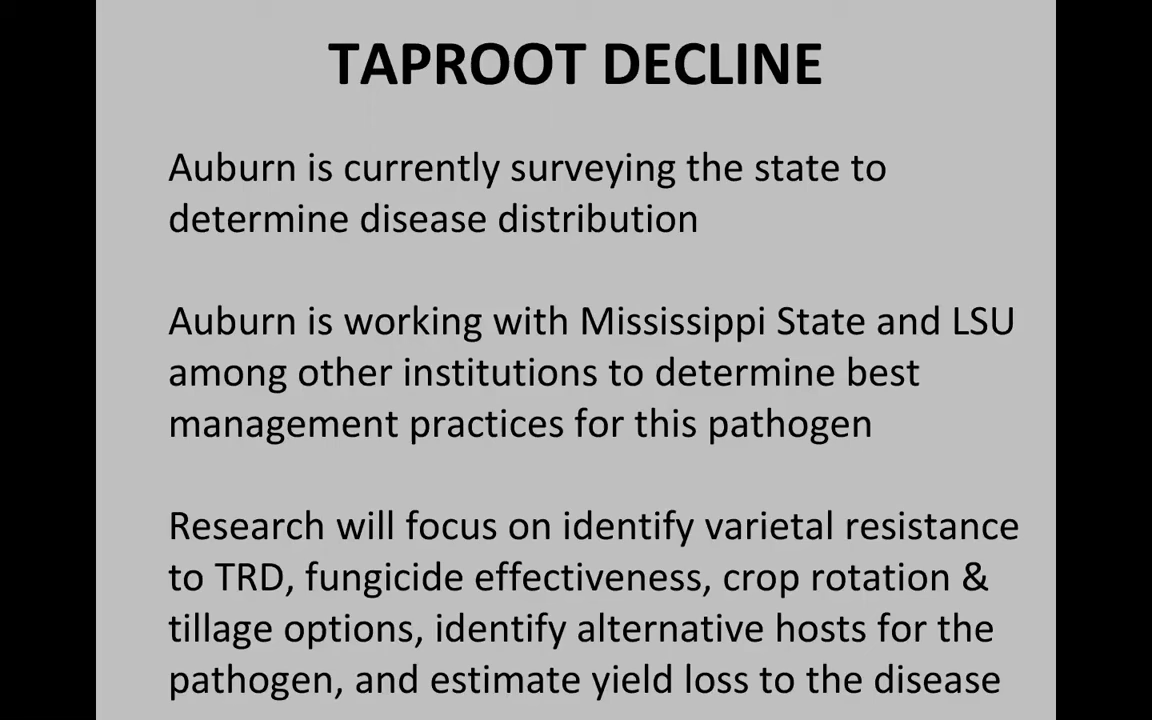 TAPROOT DECLINE
Auburn is currently surveying the state to
determine disease distribution
Auburn is working with Mississippi State and LSU
among other institutions to determine best
management practices for this pathogen
Research will focus on identify varietal resistance
to TRD, fungicide effectiveness, crop rotation &
tillage options, identify alternative hosts for the
pathogen, and estimate yield loss to the disease